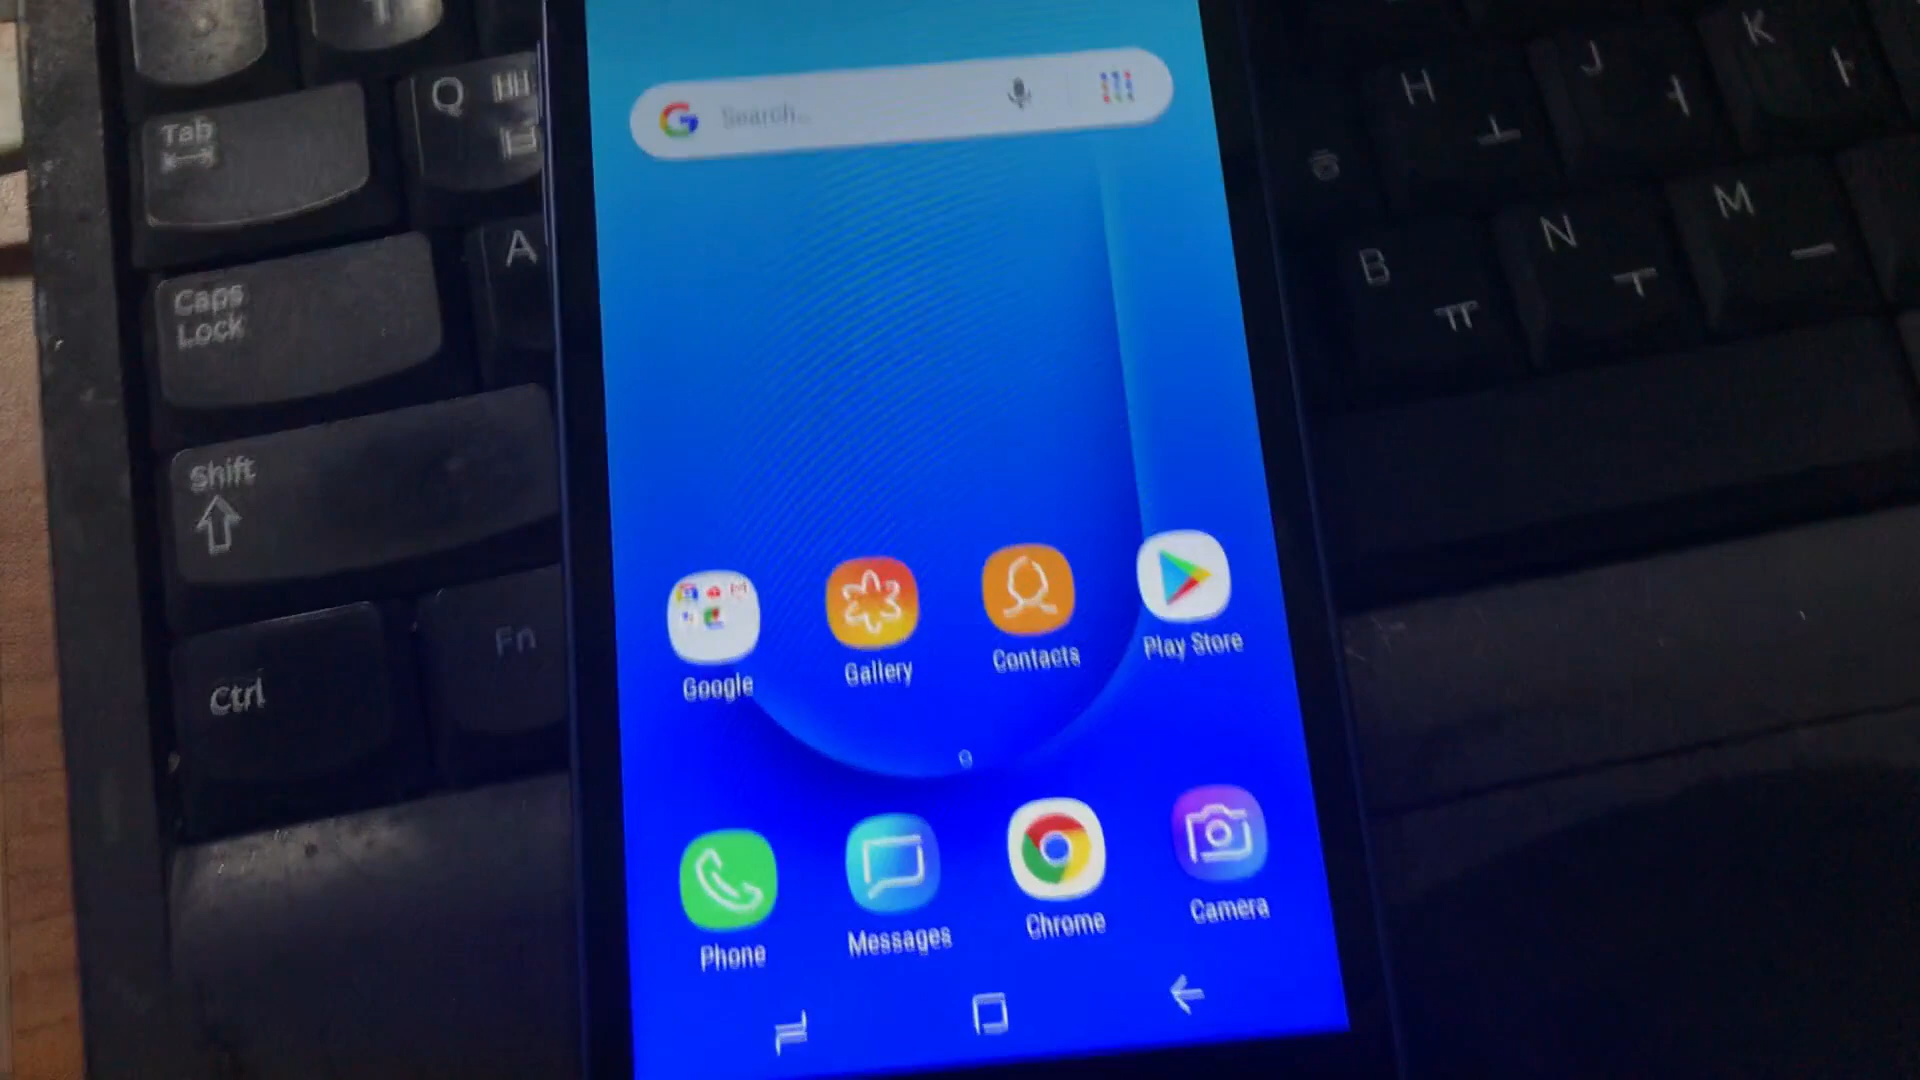 Search...
Google
Gallery
Contacts
Play Store
Phone
Messages
Chrome
Camera
Tab
Q ㅃ
ㅂ
Caps
Lock
A
Shift
Ctrl
Fn
H
ㅗ
J
ㅓ
K
ㅏ
B
ㅠ
N
ㅜ
M
ㅡ